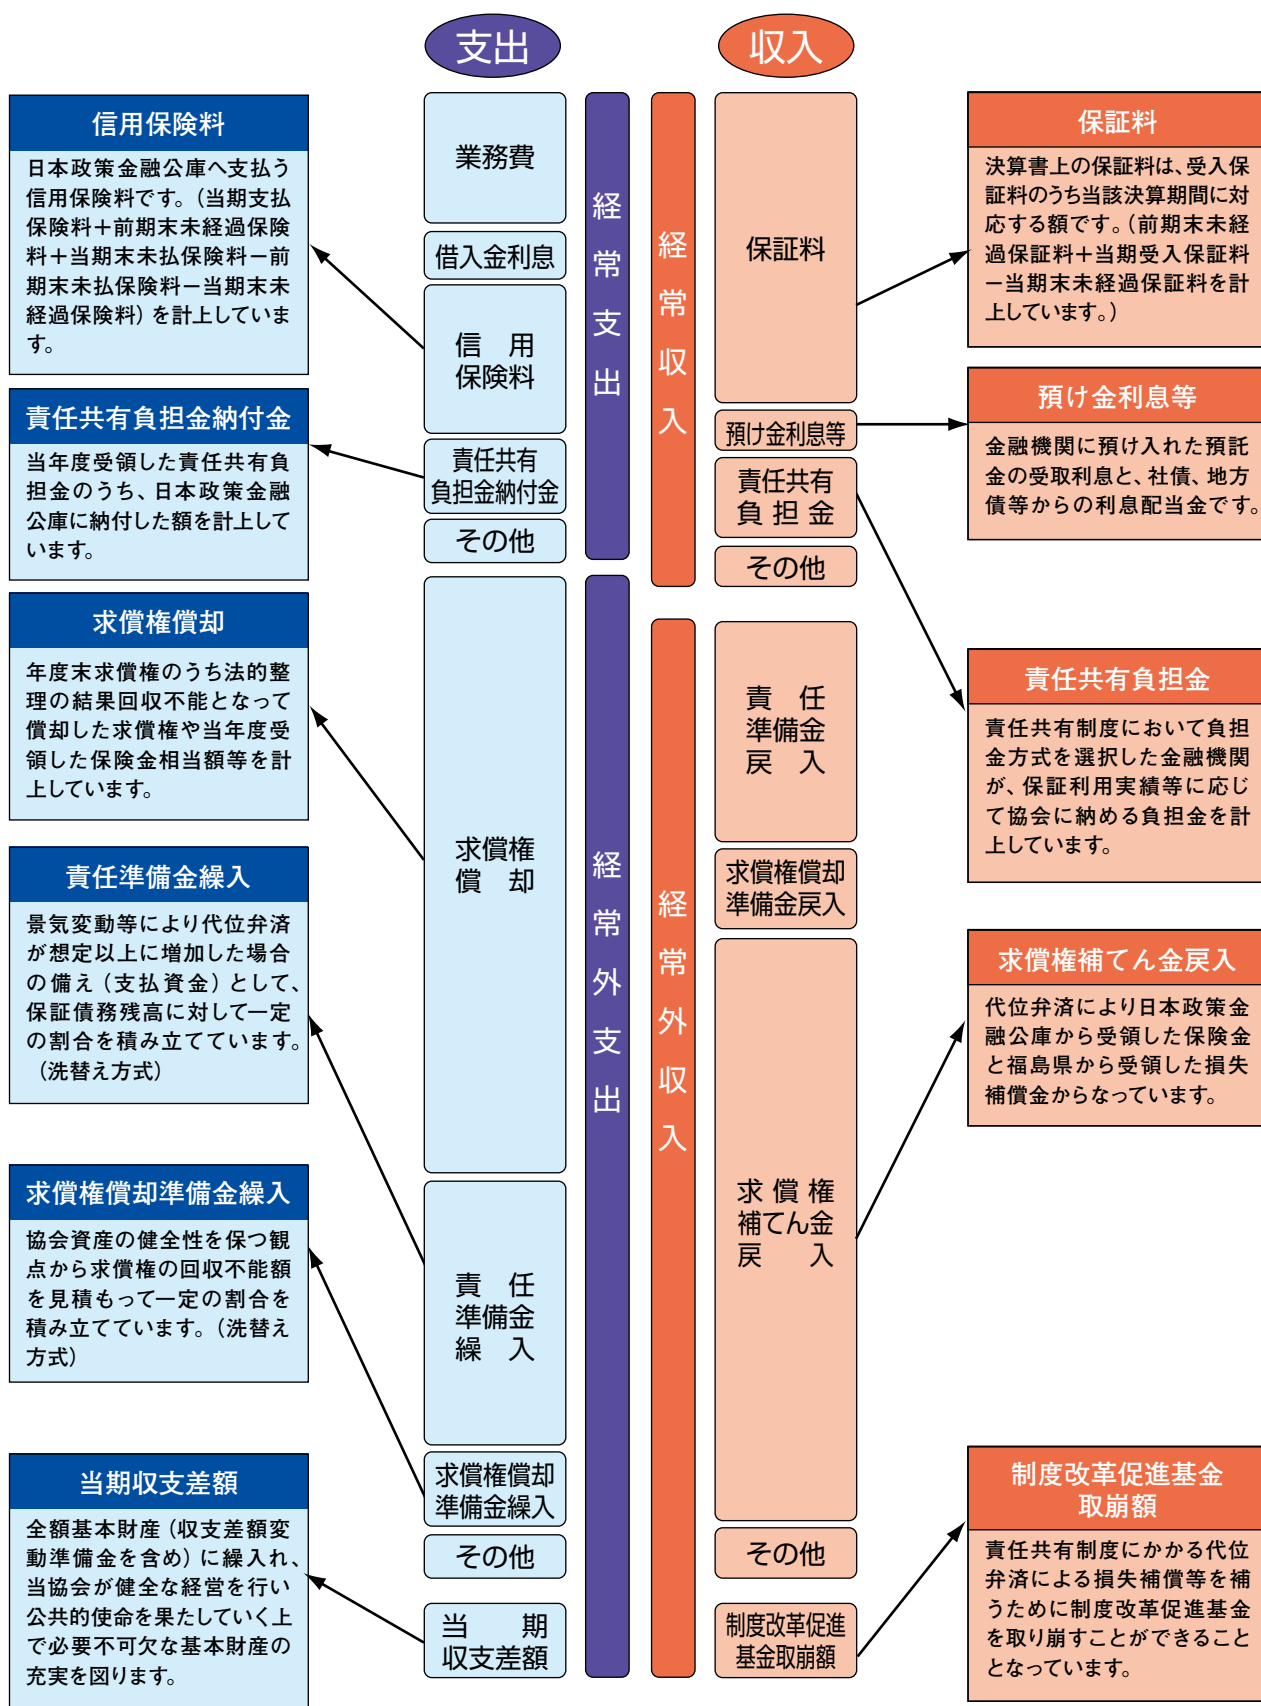 支出
収入
信用保険料
日本政策金融公庫へ支払う
信用保険料です。（当期支払
保険料＋前期末未経過保険
料＋当期末未払保険料－前
期末未払保険料－当期末未
経過保険料）を計上していま
す。
責任共有負担金納付金
当年度受領した責任共有負
担金のうち、日本政策金融
公庫に納付した額を計上して
います。
求償権償却
年度末求償権のうち法的整
理の結果回収不能となって
償却した求償権や当年度受
領した保険金相当額等を計
上しています。
責任準備金繰入
景気変動等により代位弁済
が想定以上に増加した場合
の備え（支払資金）として、
保証債務残高に対して一定
の割合を積み立てています。
（洗替え方式）
求償権償却準備金繰入
協会資産の健全性を保つ観
点から求償権の回収不能額
を見積もって一定の割合を
積み立てています。（洗替え
方式）
当期収支差額
全額基本財産（収支差額変
動準備金を含め）に繰入れ、
当協会が健全な経営を行い
公共的使命を果たしていく上
で必要不可欠な基本財産の
充実を図ります。
業務費
借入金利息
信 用
保険料
責任共有
負担金納付金
その他
求償権
償 却
責 任
準備金
繰 入
求償権償却
準備金繰入
その他
当 期
収支差額
経常支出
経常外支出
経常収入
経常外収入
保証料
預け金利息等
責任共有
負 担 金
その他
責 任
準備金
戻 入
求償権償却
準備金戻入
求 償 権
補てん金
戻 入
その他
制度改革促進
基金取崩額
保証料
決算書上の保証料は、受入保
証料のうち当該決算期間に対
応する額です。（前期末未経
過保証料＋当期受入保証料
－当期末未経過保証料を計
上しています。）
預け金利息等
金融機関に預け入れた預託
金の受取利息と、社債、地方
債等からの利息配当金です。
責任共有負担金
責任共有制度において負担
金方式を選択した金融機関
が、保証利用実績等に応じ
て協会に納める負担金を計
上しています。
求償権補てん金戻入
代位弁済により日本政策金
融公庫から受領した保険金
と福島県から受領した損失
補償金からなっています。
制度改革促進基金
取崩額
責任共有制度にかかる代位
弁済による損失補償等を補
うために制度改革促進基金
を取り崩すことができること
となっています。